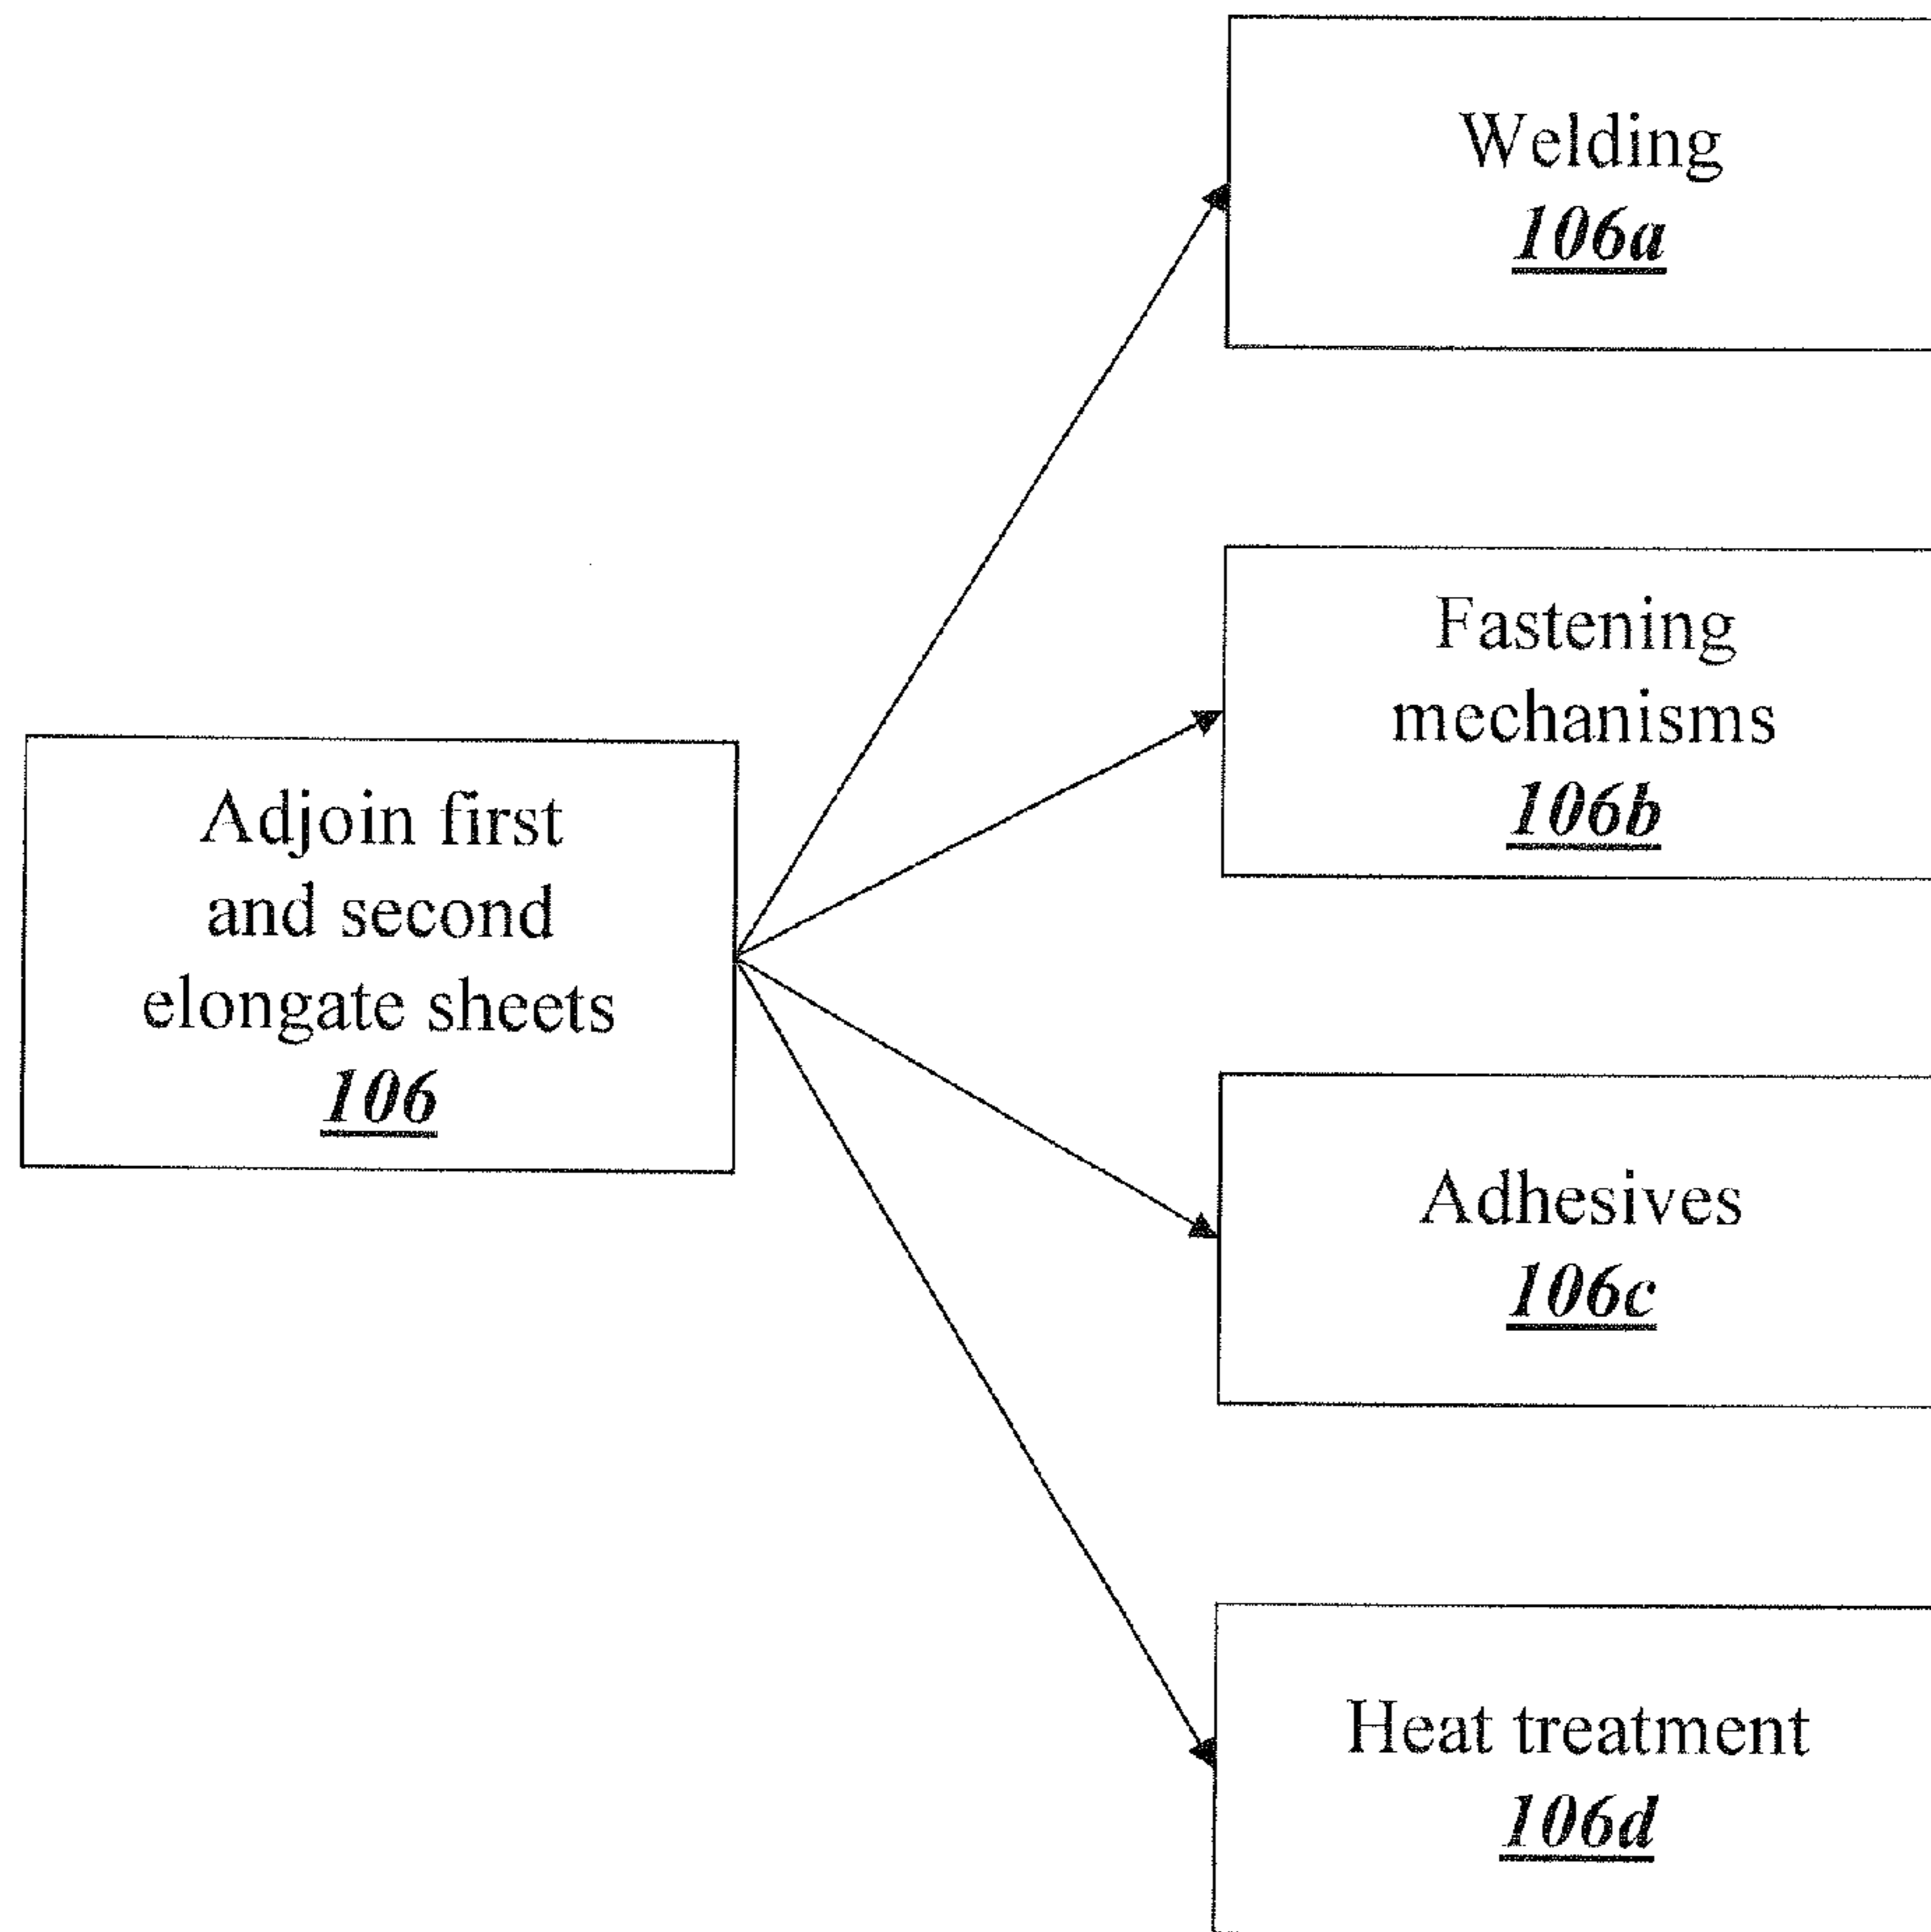 Welding
106a
Fastening
mechanisms
106b
Adjoin first
and second
elongate sheets
106
Adhesives
106c
Heat treatment
106d